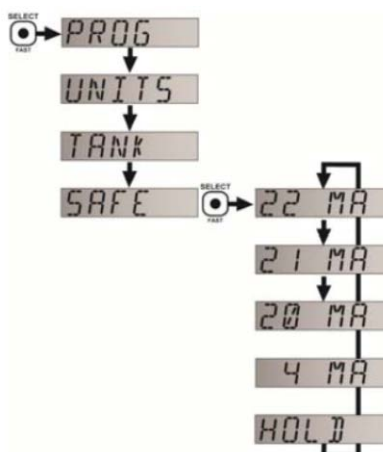 SELECT
FAST
PROG
UNITS
TANK
SAFE
SELECT
FAST
22 MA
21 MA
20 MA
4 MA
HOLD